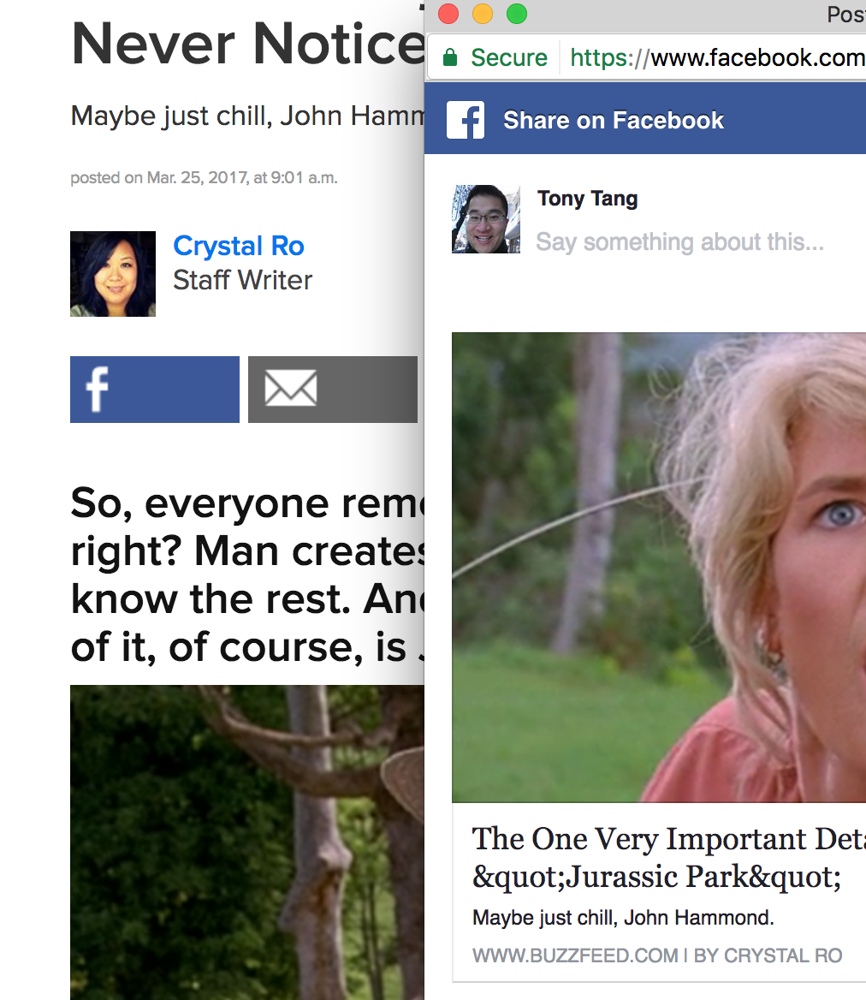 Never Notice
Maybe just chill, John Hamm
posted on Mar. 25, 2017, at 9:01 a.m.
Crystal Ro
Staff Writer
f
So, everyone rem
right? Man creates
know the rest. An
of it, of course, is
Pos
Secure
https://www.facebook.com
f
Share on Facebook
Tony Tang
Say something about this...
The One Very Important Deta
&quot;Jurassic Park&quot;
Maybe just chill, John Hammond.
WWW.BUZZFEED.COM | BY CRYSTAL RO